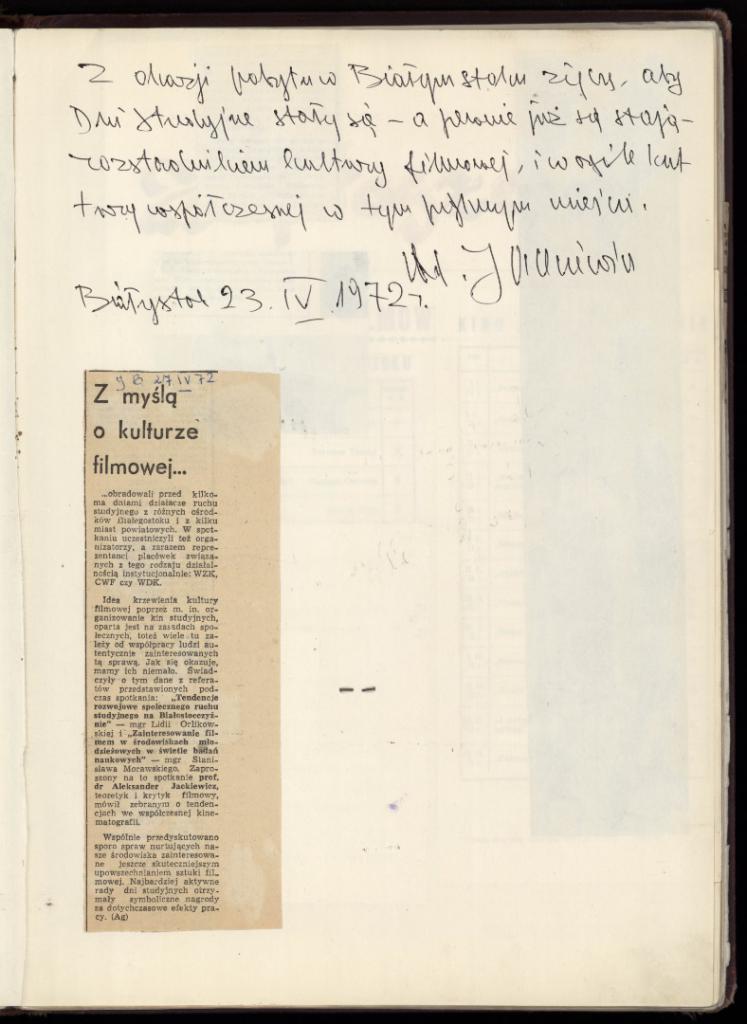 Z okazji pobytu w Białymstoku życzę, aby
Dni Studyjne stały się – a pewnie już się stają –
rozsadnikiem kultury filmowej, i w ogóle kul
tury współczesnej w tym pięknym mieście.
Al. Jackiewicz
Białystok 23. IV. 1972 r.
G B 27 IV 72
Z myślą
o kulturze
filmowej...
...obradowali przed kilko-
ma dniami działacze ruchu
studyjnego z różnych ośrod-
ków Białegostoku i z kilku
miast powiatowych. W spot-
kaniu uczestniczyli też orga-
nizatorzy, a zarazem repre-
zentanci placówek związa-
nych z tego rodzaju działal-
nością instytucjonalnie: WZK,
CWF czy WDK.
Idea krzewienia kultury
filmowej poprzez m. in. or-
ganizowanie kin studyjnych,
oparta jest na zasadach spo-
łecznych, toteż wiele tu za-
leży od współpracy ludzi au-
tentycznie zainteresowanych
tą sprawą. Jak się okazuje,
mamy ich niemało. Świad-
czyły o tym dane z refera-
tów przedstawionych pod-
czas spotkania: „Tendencje
rozwojowe społecznego ruchu
studyjnego na Białostocczyź-
nie" — mgr Lidii Orlikow-
skiej i „Zainteresowanie fil-
mem w środowiskach mło-
dzieżowych w świetle badań
naukowych" — mgr Stani-
sława Morawskiego. Zapro-
szony na to spotkanie prof.
dr Aleksander Jackiewicz,
teoretyk i krytyk filmowy,
mówił zebranym o tenden-
cjach we współczesnej kine-
matografii.
Wspólnie przedyskutowano
sporo spraw nurtujących na-
sze środowiska zainteresowa-
ne jeszcze skuteczniejszym
upowszechnianiem sztuki fil-
mowej. Najbardziej aktywne
rady dni studyjnych otrzy-
mały symboliczne nagrody
za dotychczasowe efekty pra-
cy. (Ag)